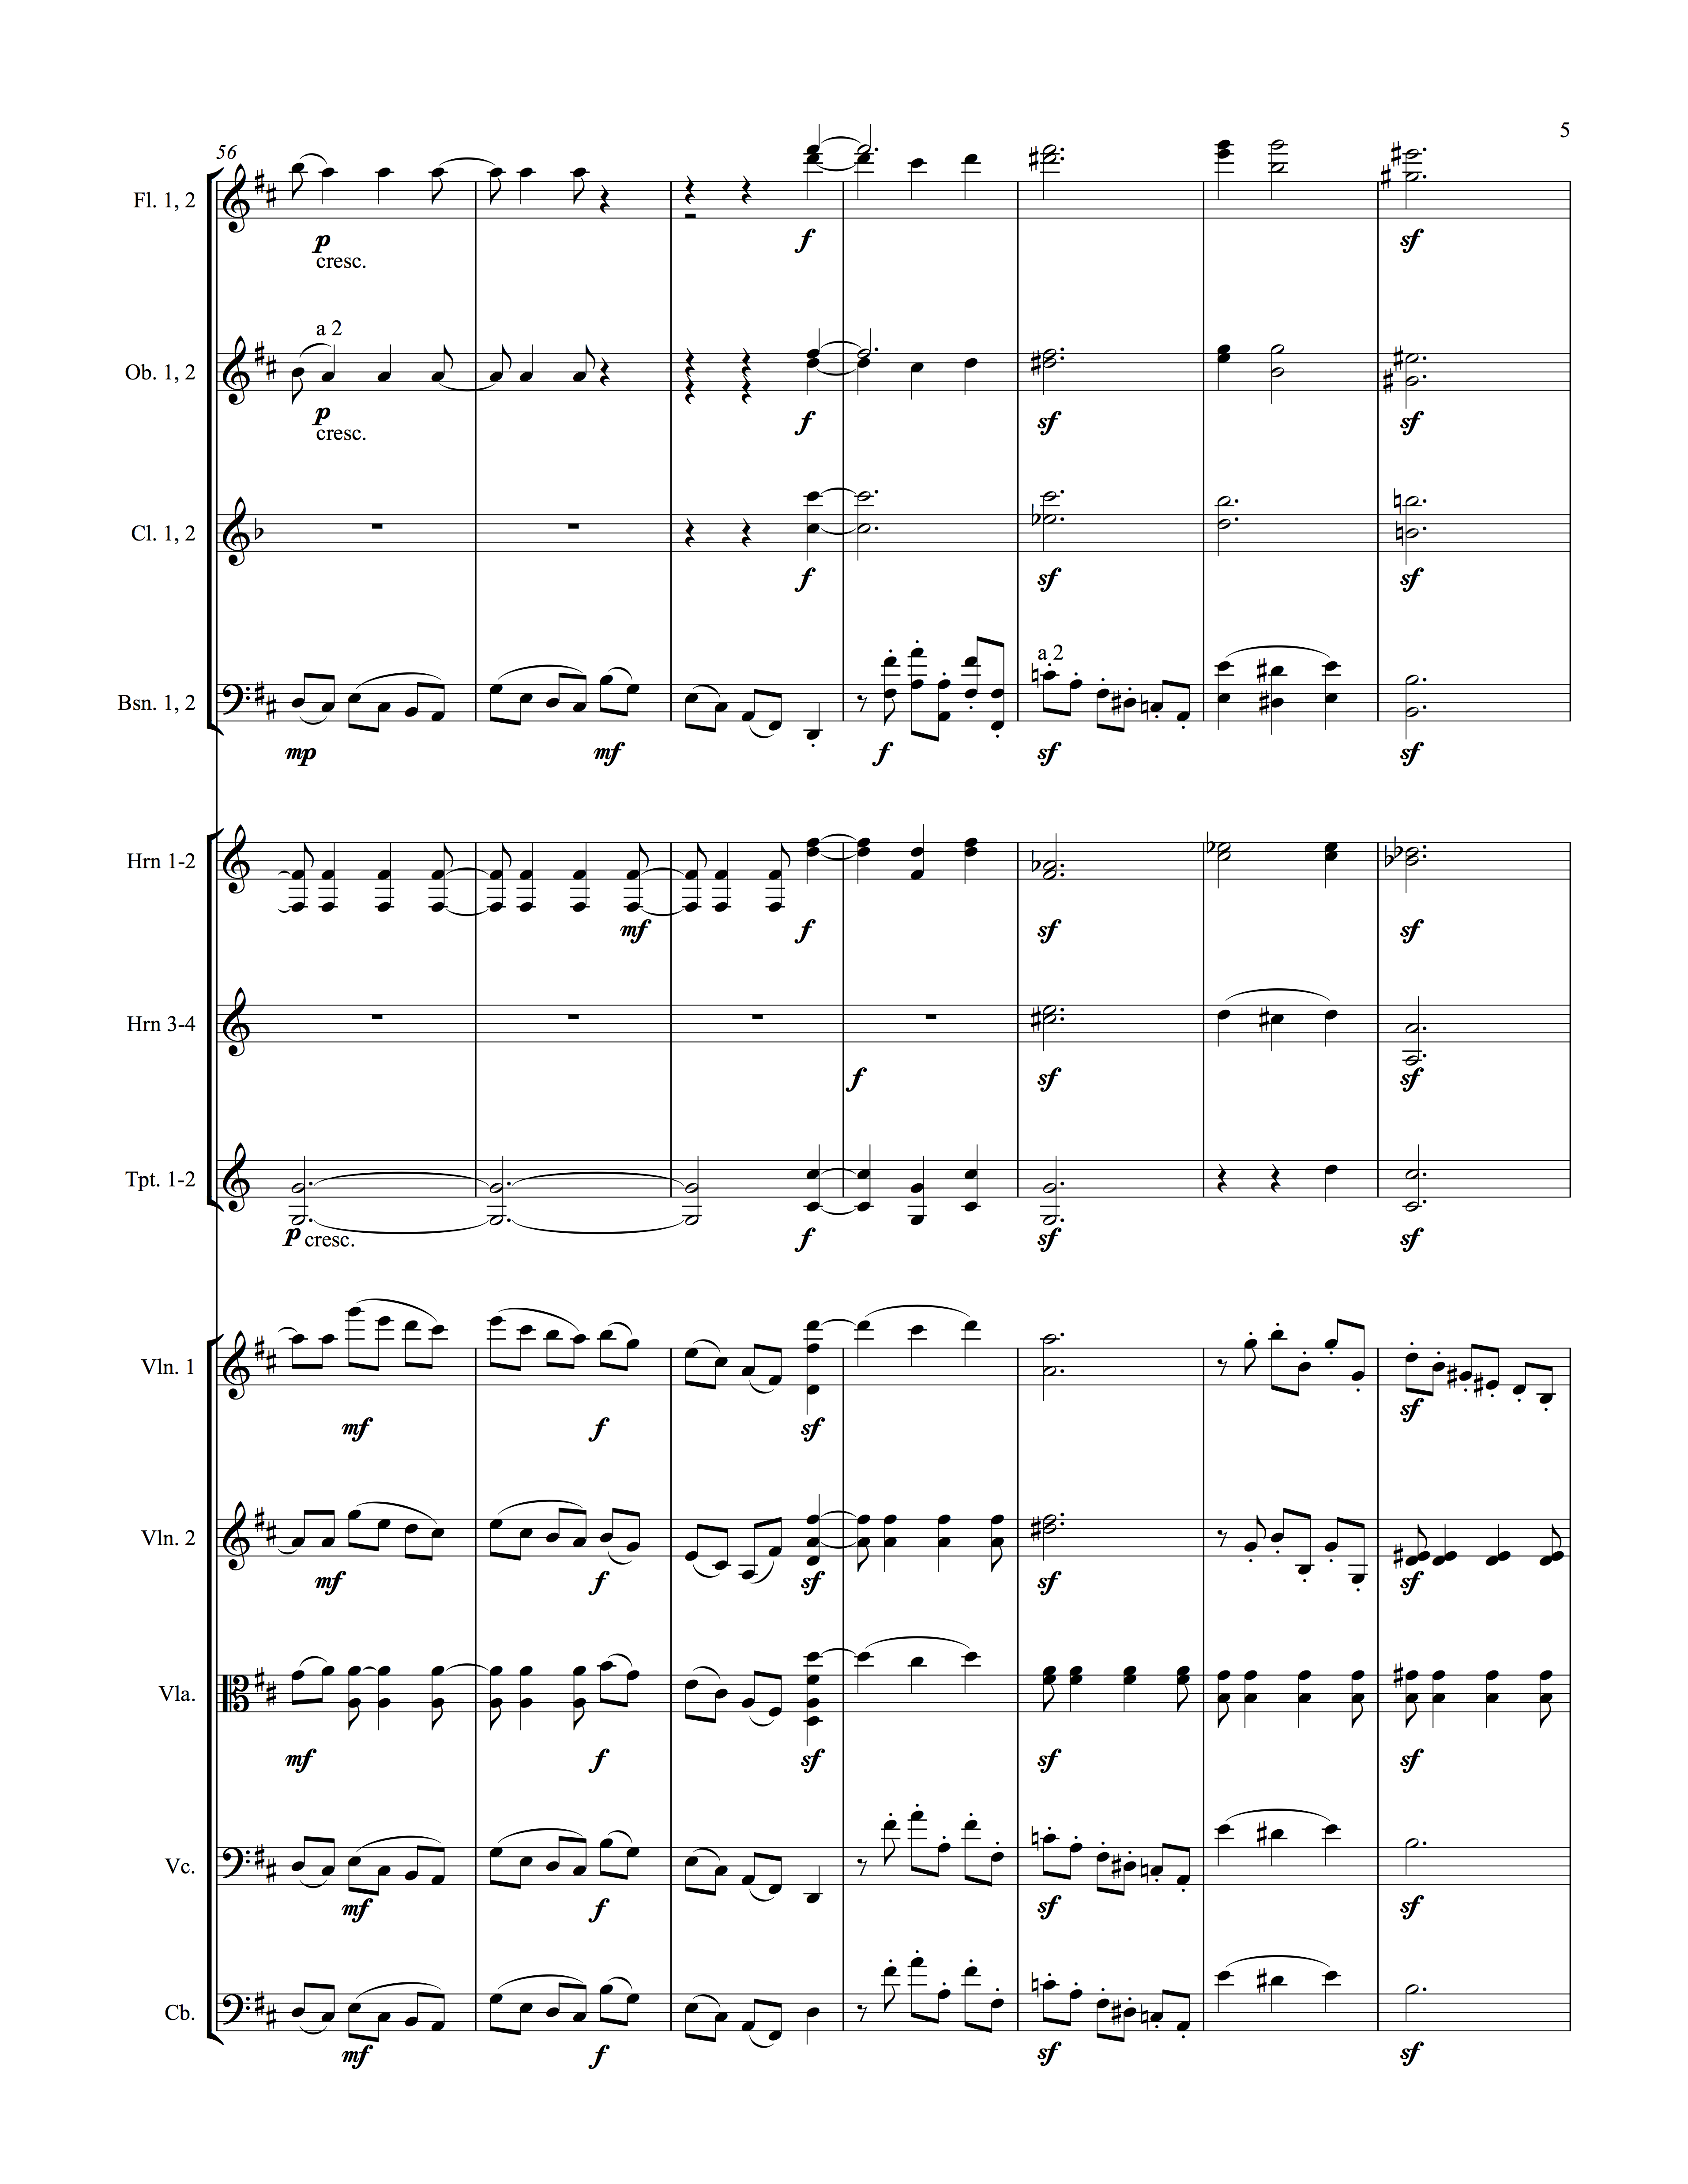 5
56
Fl. 1, 2
p
cresc.
f
sf
a 2
Ob. 1, 2
p
cresc.
f
sf
sf
Cl. 1, 2
f
sf
sf
a 2
Bsn. 1, 2
mp
mf
f
sf
sf
Hrn 1-2
mf
f
sf
sf
Hrn 3-4
f
sf
sf
Tpt. 1-2
p cresc.
f
sf
sf
Vln. 1
mf
f
sf
sf
Vln. 2
mf
f
sf
sf
sf
Vla.
mf
f
sf
sf
sf
Vc.
mf
f
sf
sf
Cb.
mf
f
sf
sf